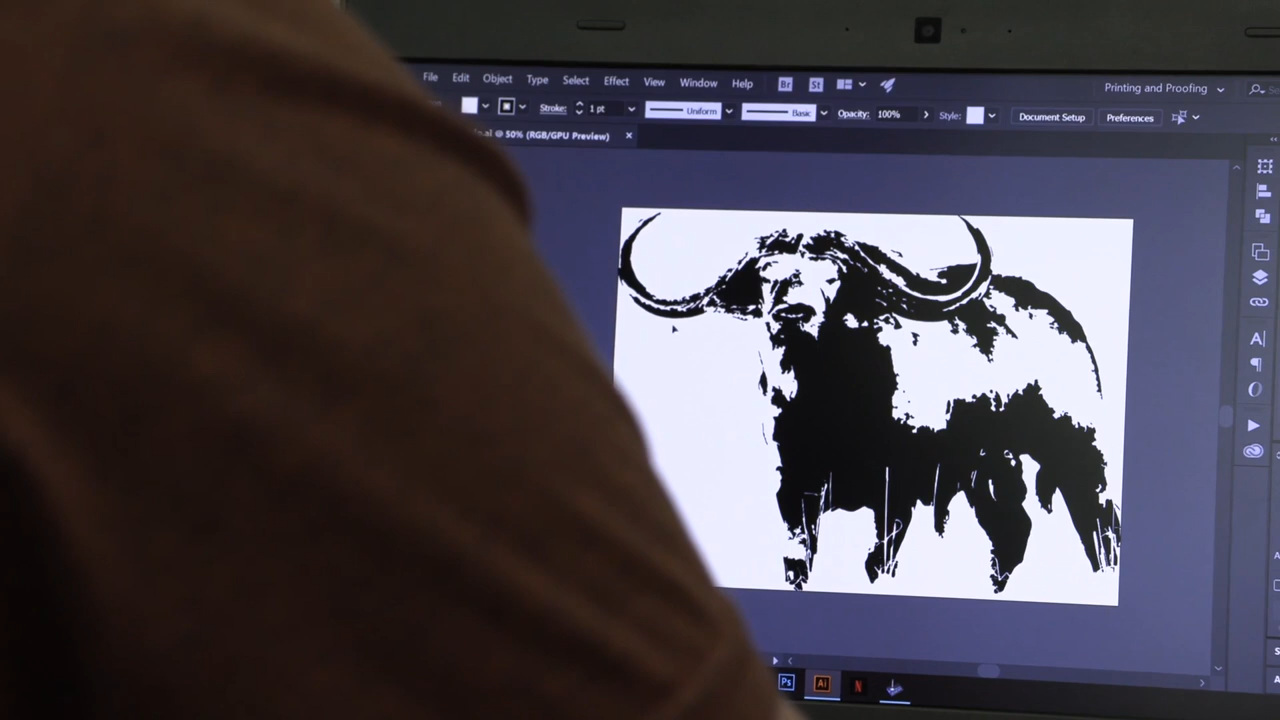 File Edit Object Type Select Effect View Window Help Br St Printing and Proofing
Stroke: 1 pt Uniform Basic Opacity: 100% Style: Document Setup Preferences
@ 50% (RGB/GPU Preview) ×
Ps Ai N